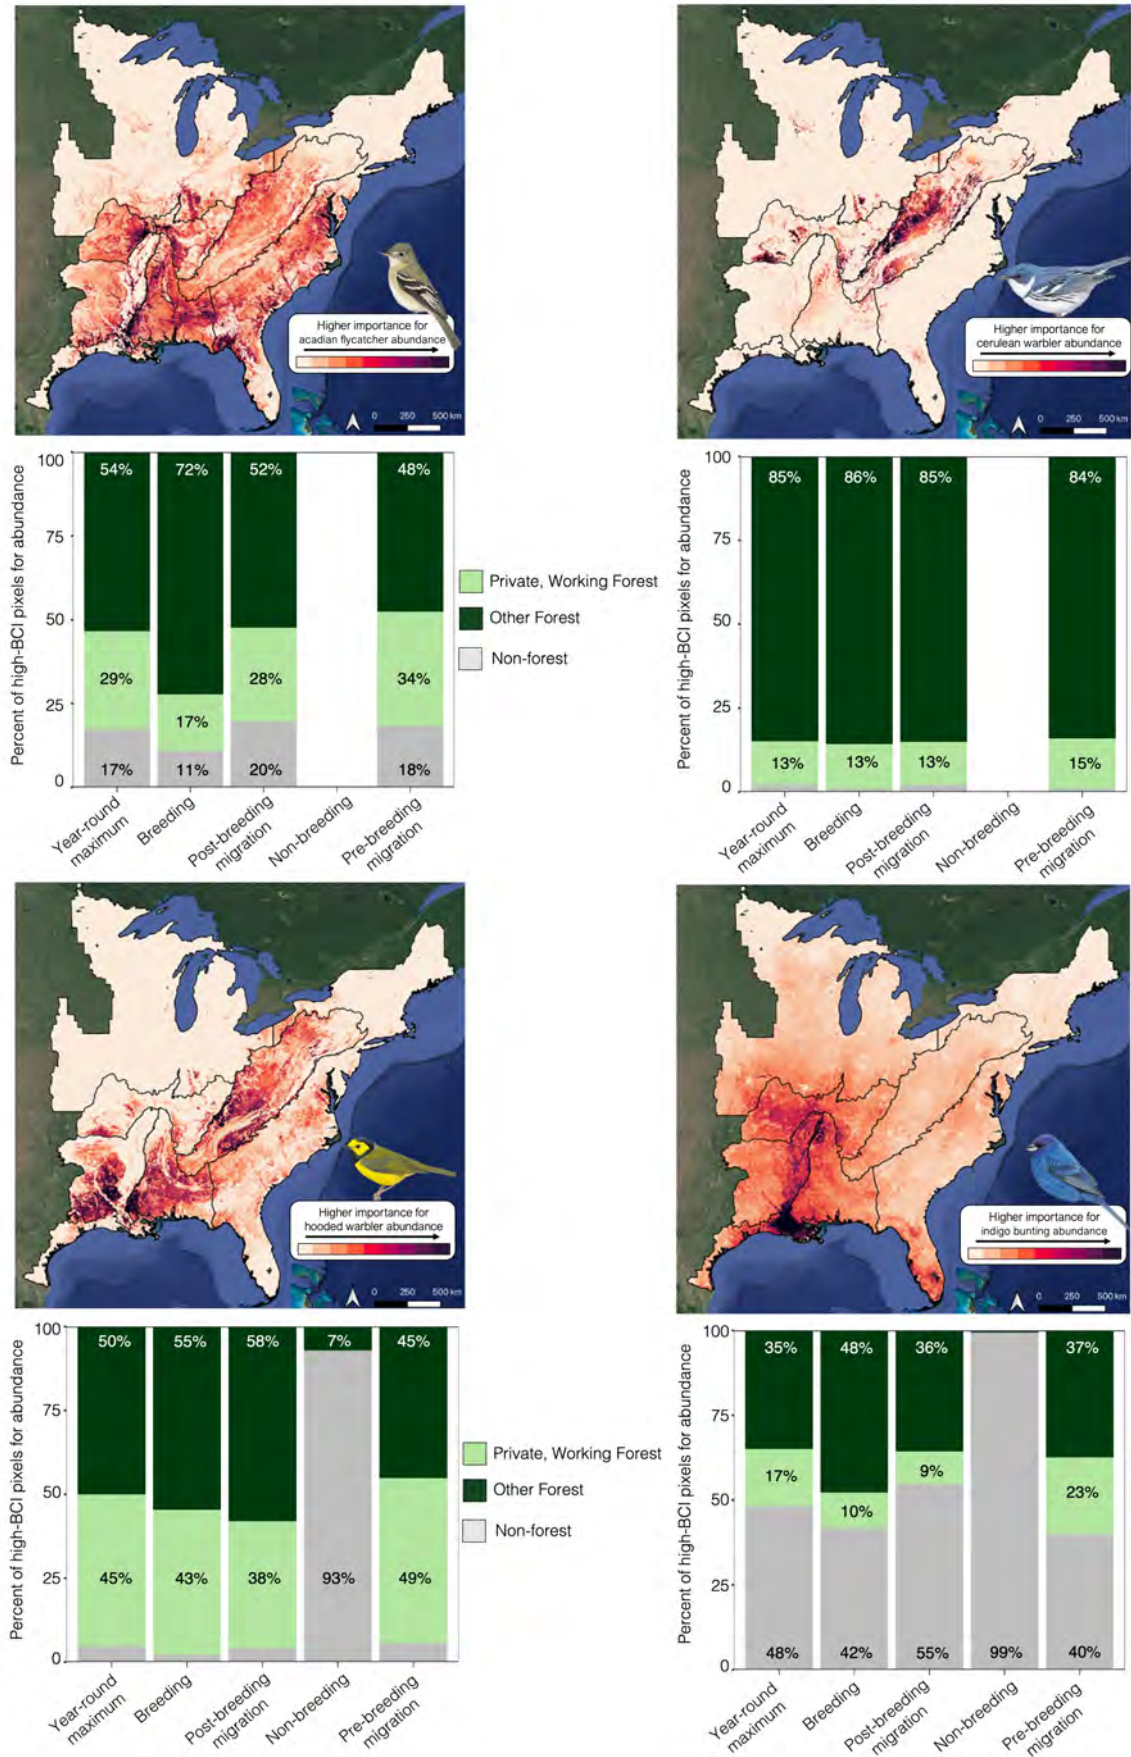 Higher importance for
acadian flycatcher abundance
0 250 500 km
Higher importance for
cerulean warbler abundance
0 250 500 km
Percent of high-BCI pixels for abundance
100
75
50
25
0
54% 72% 52% 48%
29% 17% 28% 34%
17% 11% 20% 18%
Year-round
maximum
Breeding
Post-breeding
migration
Non-breeding
Pre-breeding
migration
Private, Working Forest
Other Forest
Non-forest
Percent of high-BCI pixels for abundance
100
75
50
25
0
85% 86% 85% 84%
13% 13% 13% 15%
Year-round
maximum
Breeding
Post-breeding
migration
Non-breeding
Pre-breeding
migration
Higher importance for
hooded warbler abundance
0 250 500 km
Higher importance for
indigo bunting abundance
0 250 500 km
Percent of high-BCI pixels for abundance
100
75
50
25
0
50% 55% 58% 7% 45%
45% 43% 38% 93% 49%
Year-round
maximum
Breeding
Post-breeding
migration
Non-breeding
Pre-breeding
migration
Private, Working Forest
Other Forest
Non-forest
Percent of high-BCI pixels for abundance
100
75
50
25
0
35% 48% 36% 37%
17% 10% 9% 23%
48% 42% 55% 99% 40%
Year-round
maximum
Breeding
Post-breeding
migration
Non-breeding
Pre-breeding
migration